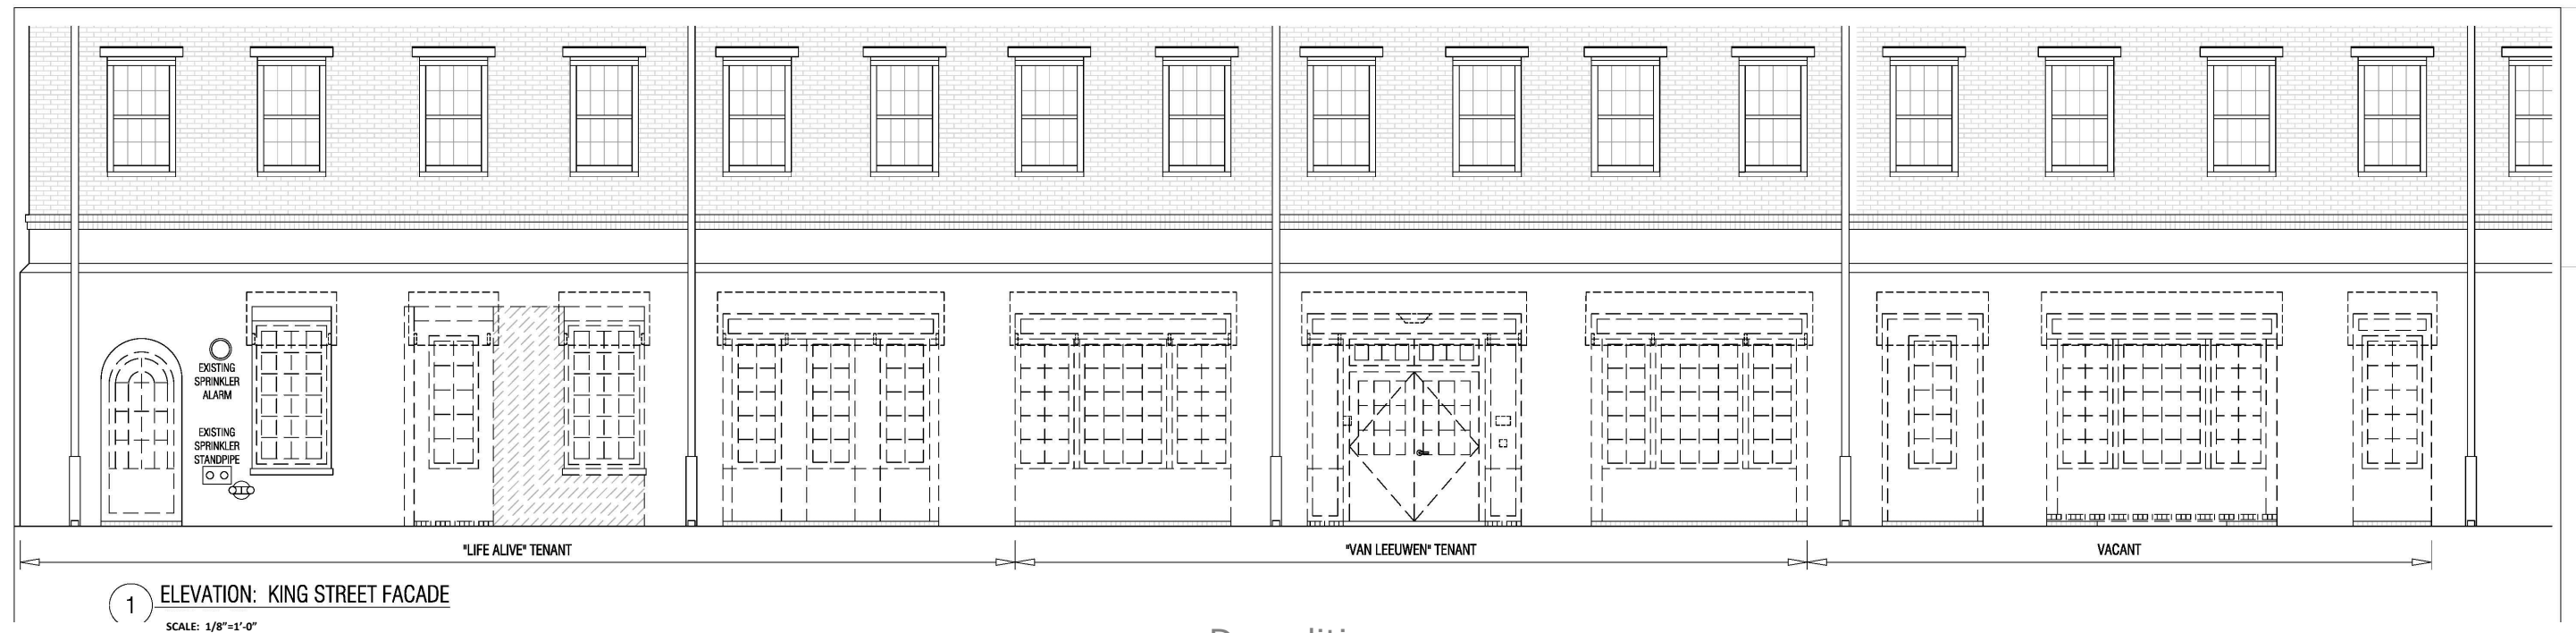 EXISTING
SPRINKLER
ALARM
EXISTING
SPRINKLER
STANDPIPE
"LIFE ALIVE" TENANT
"VAN LEEUWEN" TENANT
VACANT
1
ELEVATION: KING STREET FACADE
SCALE: 1/8"=1'-0"